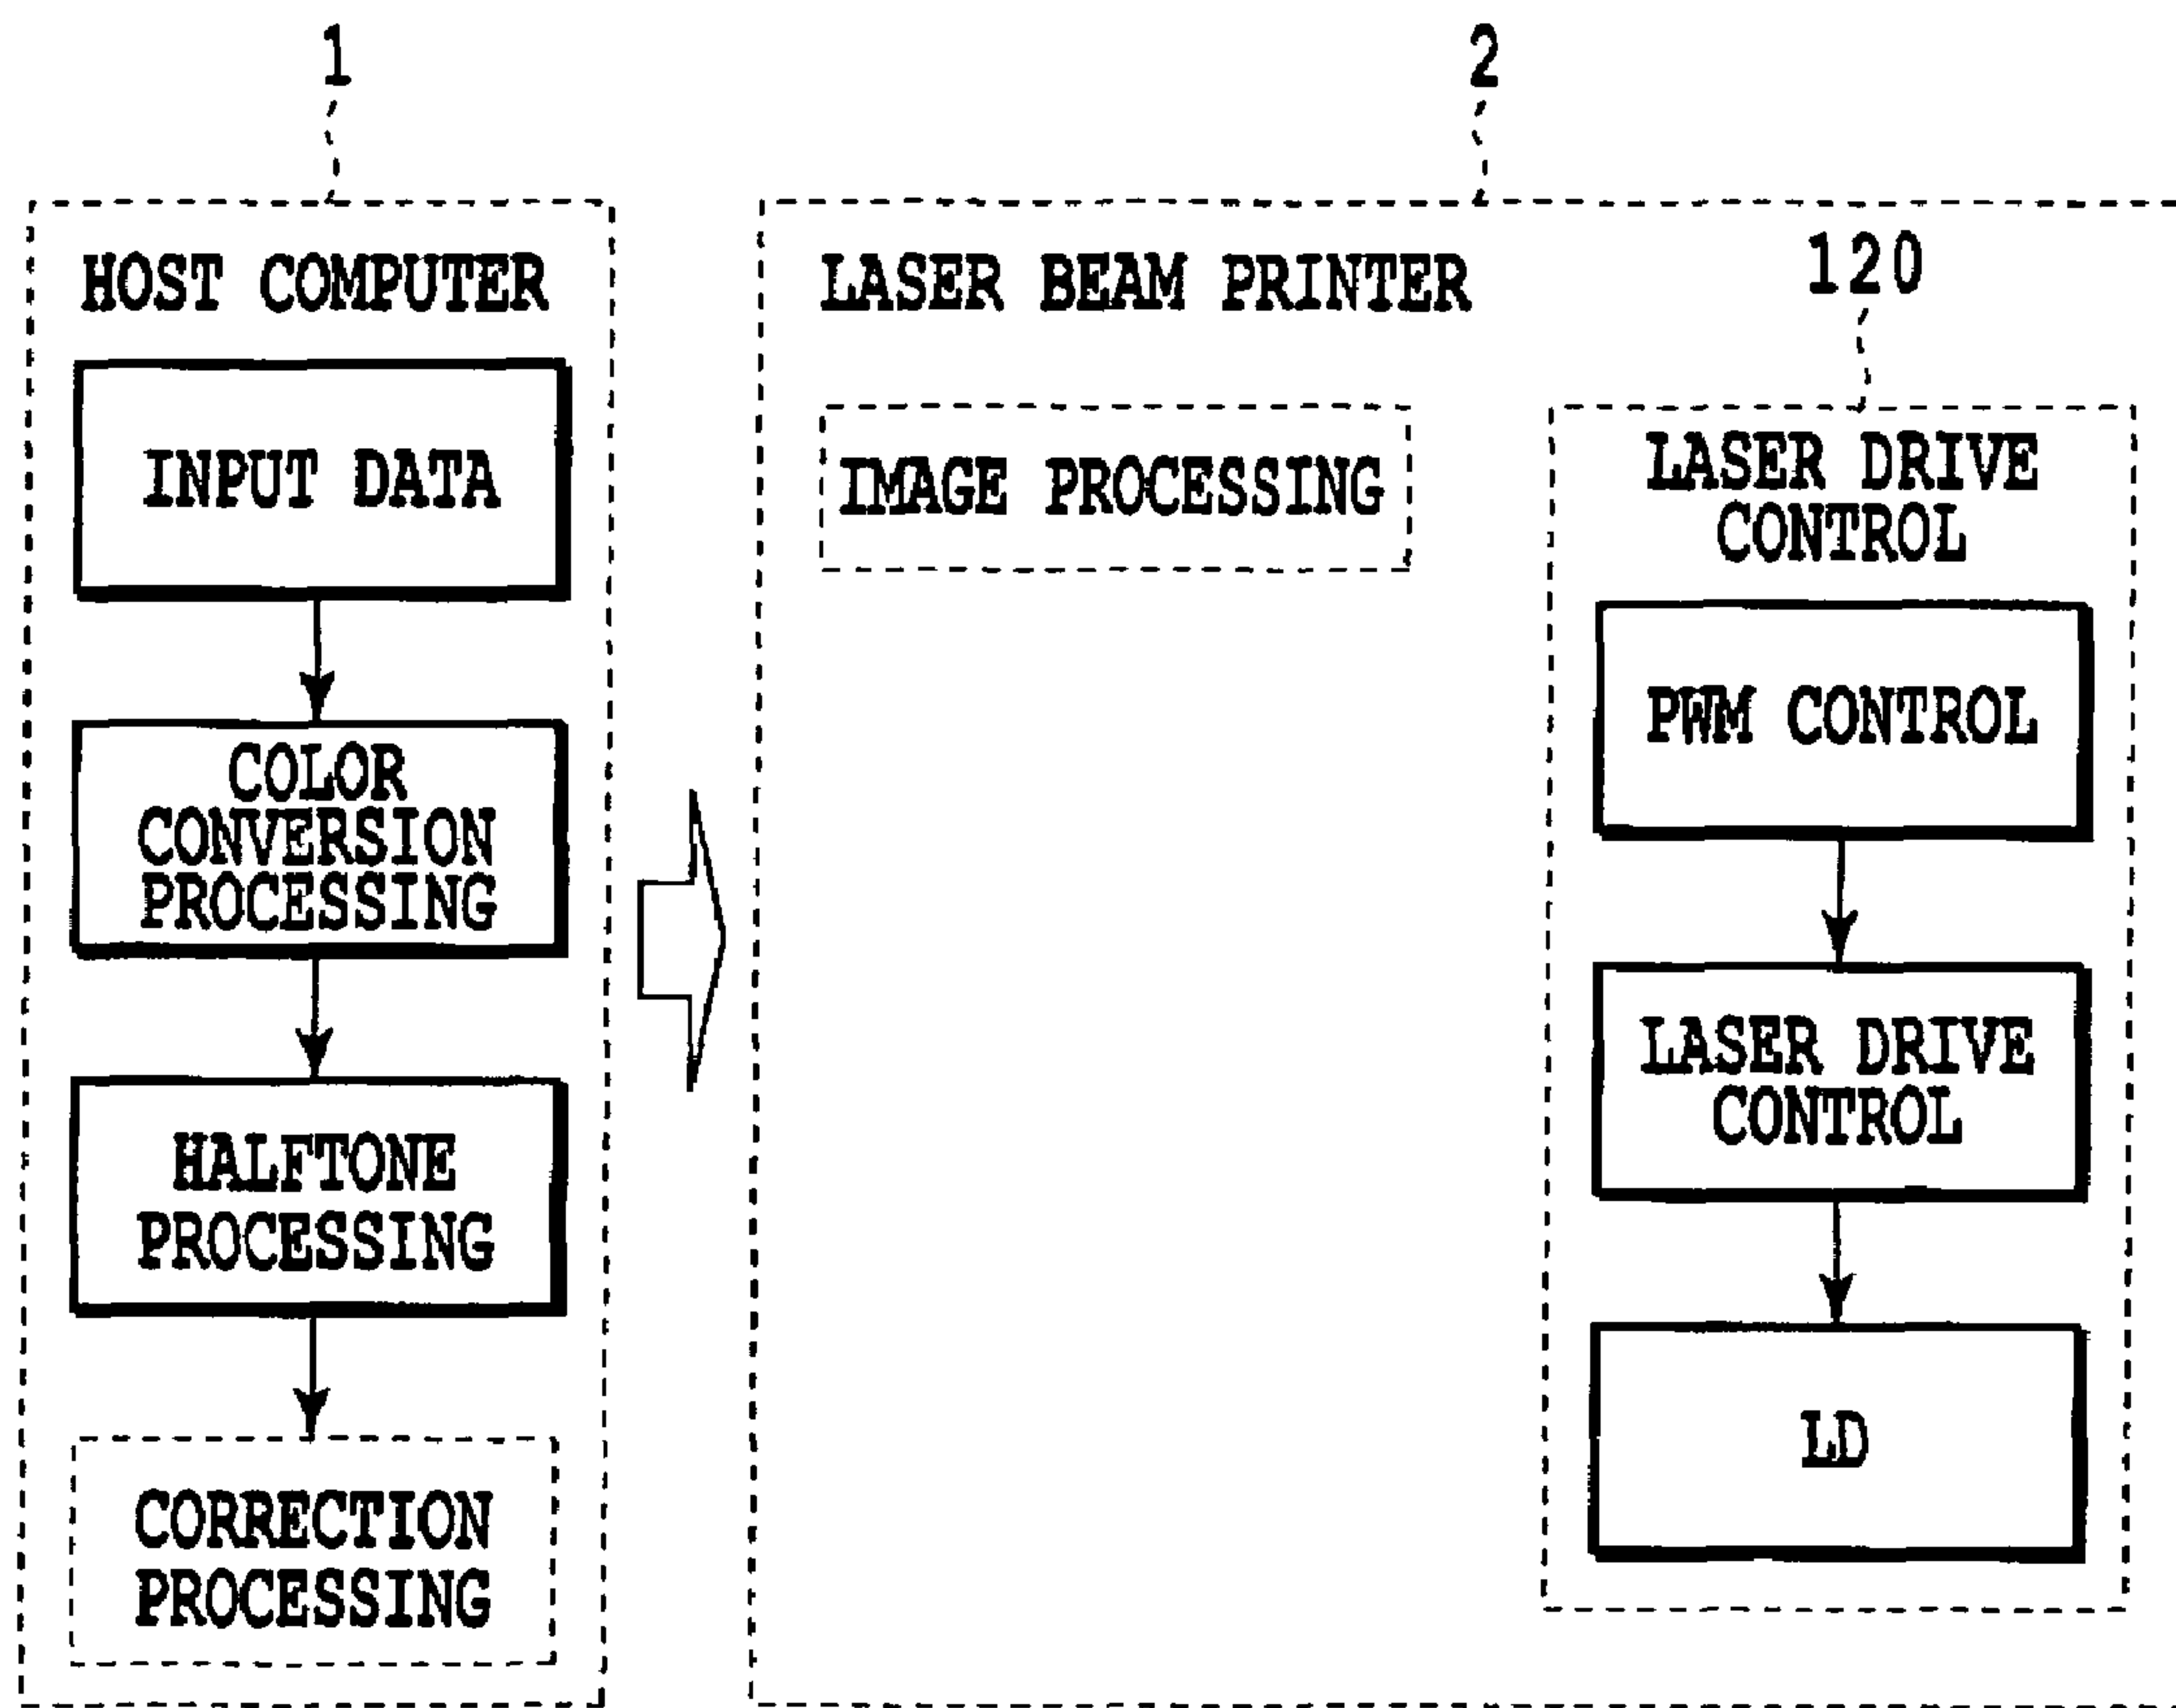 1
HOST COMPUTER
INPUT DATA
COLOR
CONVERSION
PROCESSING
HALFTONE
PROCESSING
CORRECTION
PROCESSING
2
LASER BEAM PRINTER
IMAGE PROCESSING
120
LASER DRIVE
CONTROL
PWM CONTROL
LASER DRIVE
CONTROL
LD